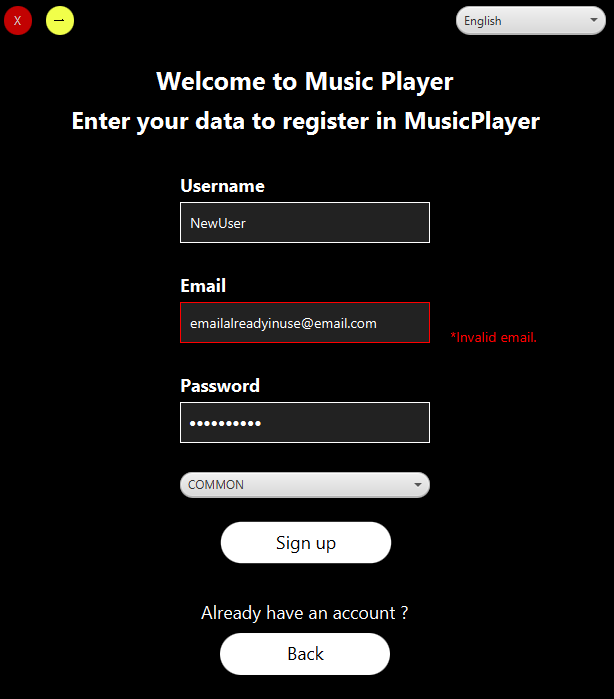 X
English
Welcome to Music Player
Enter your data to register in MusicPlayer
Username
NewUser
Email
emailalreadyinuse@email.com
*Invalid email.
Password
••••••••••
COMMON
Sign up
Already have an account ?
Back